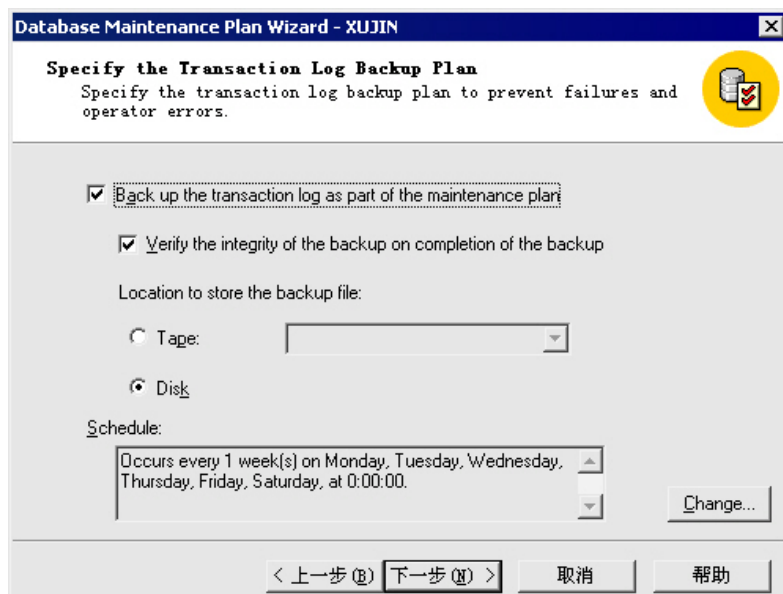 Database Maintenance Plan Wizard - XUJIN
Specify the Transaction Log Backup Plan
Specify the transaction log backup plan to prevent failures and
operator errors.
Back up the transaction log as part of the maintenance plan
Verify the integrity of the backup on completion of the backup
Location to store the backup file:
Tape:
Disk
Schedule:
Occurs every 1 week(s) on Monday, Tuesday, Wednesday,
Thursday, Friday, Saturday, at 0:00:00.
Change...
< 上一步(B) 下一步(N) > 取消 帮助